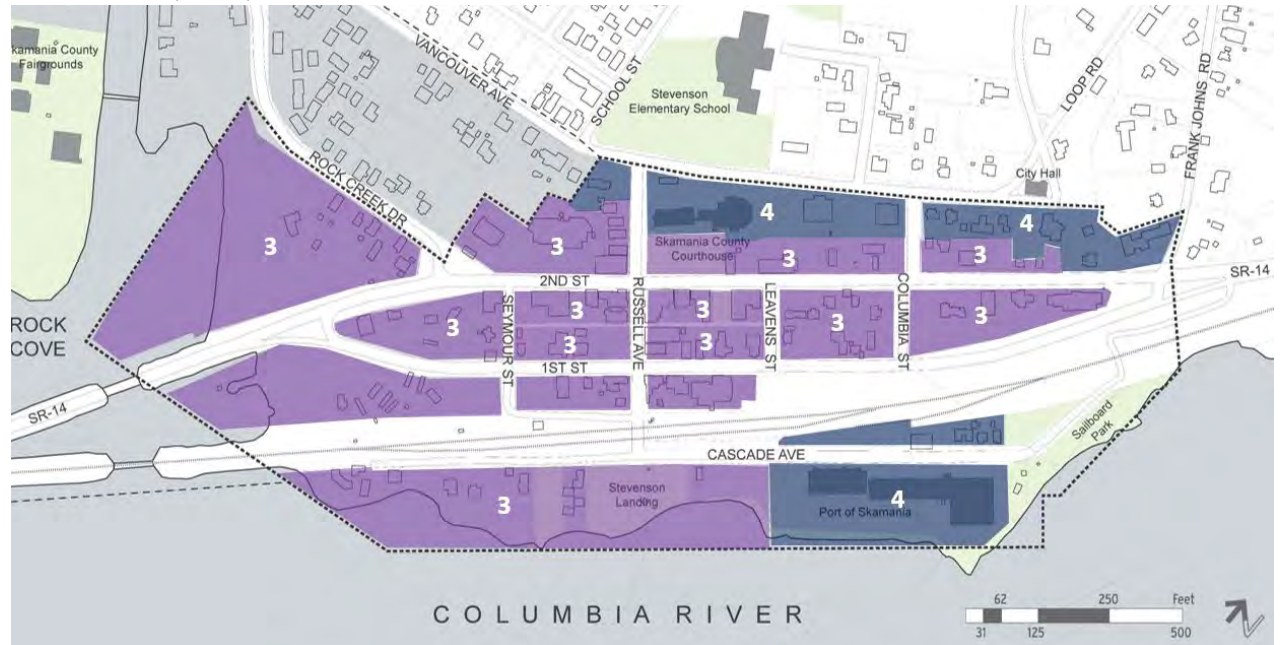 Skamania County
Fairgrounds
VANCOUVER AVE
SCHOOL ST
Stevenson
Elementary School
LOOP RD
FRANK JOHNS RD
City Hall
ROCK CREEK DR
4
4
3
3
Skamania County
Courthouse
3
3
2ND ST
SR-14
ROCK
COVE
SEYMOUR ST
RUSSELL AVE
LEAVENS ST
COLUMBIA ST
3
3
3
3
3
3
3
1ST ST
SR-14
Sailboard
Park
CASCADE AVE
3
Stevenson
Landing
4
Port of Skamania
COLUMBIA RIVER
62 250 Feet
31 125 500
N